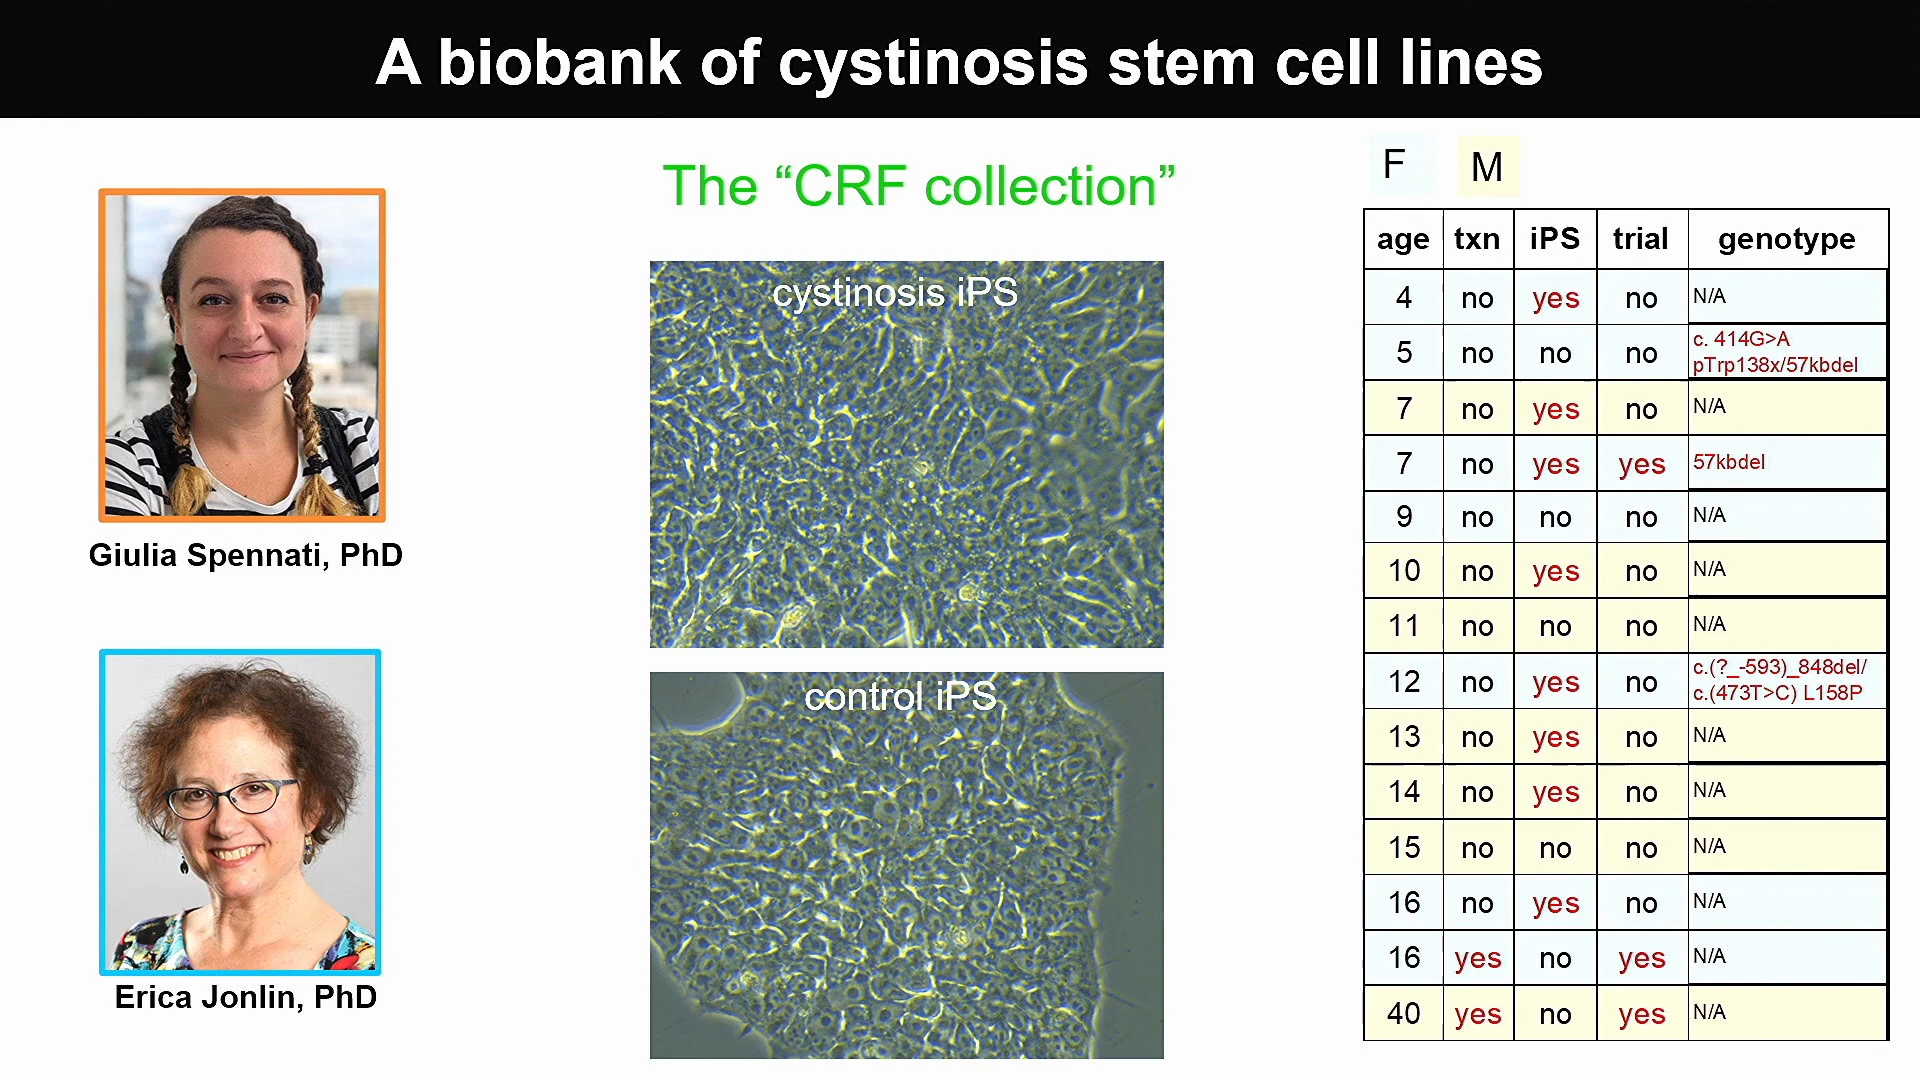 A biobank of cystinosis stem cell lines
The “CRF collection”
Giulia Spennati, PhD
Erica Jonlin, PhD
cystinosis iPS
control iPS
F M
age txn iPS trial genotype
4 no yes no N/A
5 no no no c. 414G>A
pTrp138x/57kbdel
7 no yes no N/A
7 no yes yes 57kbdel
9 no no no N/A
10 no yes no N/A
11 no no no N/A
12 no yes no c.(?_-593)_848del/
c.(473T>C) L158P
13 no yes no N/A
14 no yes no N/A
15 no no no N/A
16 no yes no N/A
16 yes no yes N/A
40 yes no yes N/A